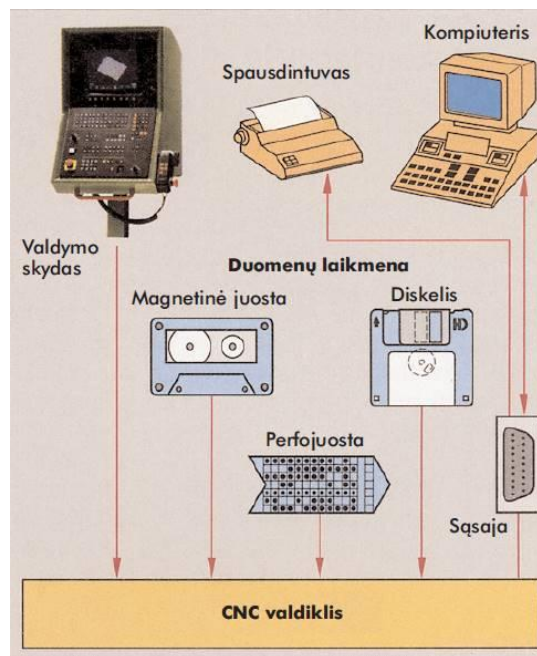 Kompiuteris
Spausdintuvas
Valdymo
skydas
Duomenų laikmena
Magnetinė juosta
Diskelis
HD
Perfojuosta
Sąsaja
CNC valdiklis